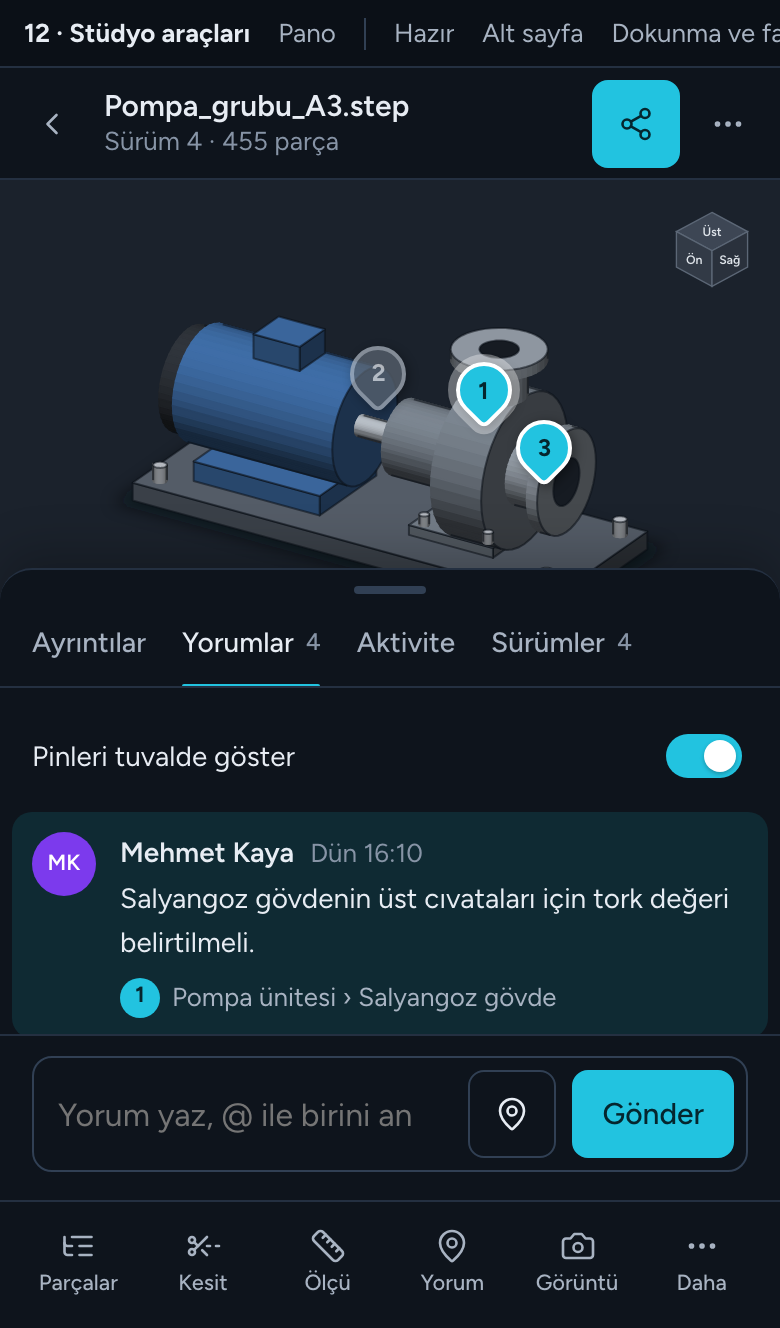 12 · Stüdyo araçları Pano Hazır Alt sayfa Dokunma ve fa
Pompa_grubu_A3.step
Sürüm 4 · 455 parça
Üst
Ön Sağ
2
1
3
Ayrıntılar Yorumlar 4 Aktivite Sürümler 4
Pinleri tuvalde göster
MK Mehmet Kaya Dün 16:10
Salyangoz gövdenin üst cıvataları için tork değeri
belirtilmeli.
1 Pompa ünitesi › Salyangoz gövde
Yorum yaz, @ ile birini an Gönder
Parçalar Kesit Ölçü Yorum Görüntü Daha